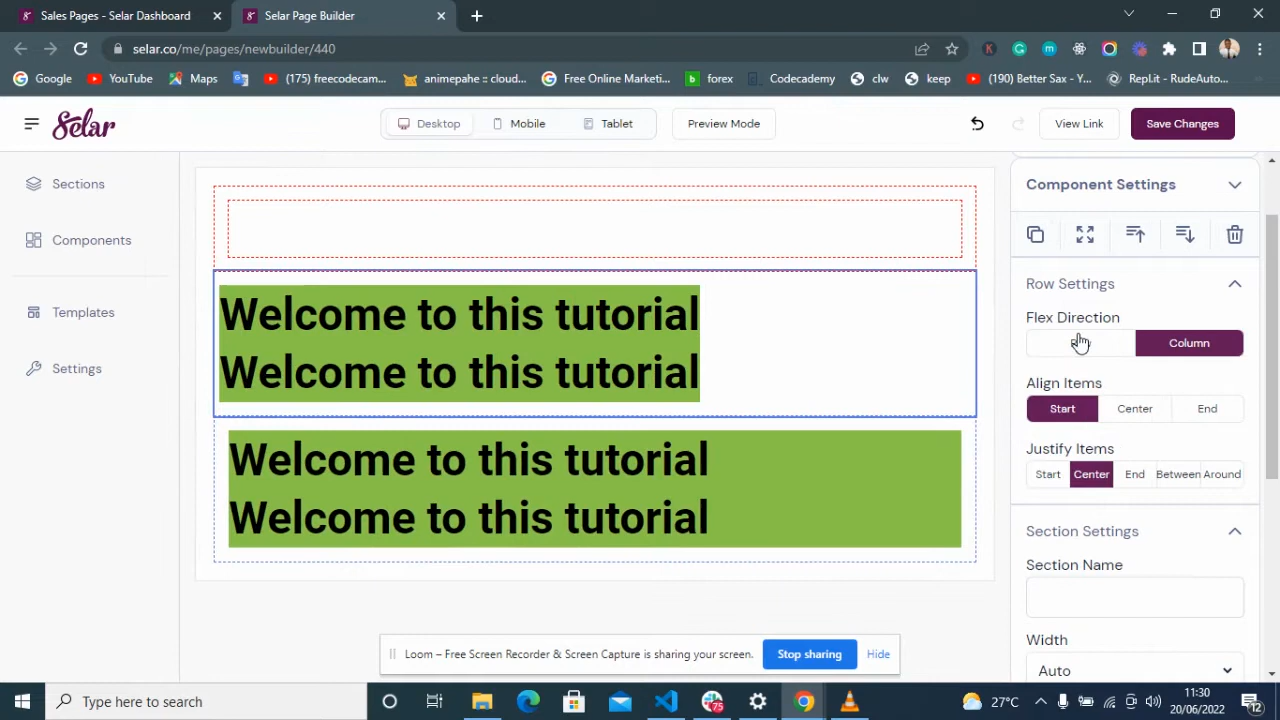 Sales Pages - Selar Dashboard
Selar Page Builder
selar.co/me/pages/newbuilder/440
Google
YouTube
Maps
(175) freecodecam...
animepahe :: cloud...
Free Online Marketi...
forex
Codecademy
clw
keep
(190) Better Sax - Y...
RepLit - RudeAuto...
Selar
Desktop
Mobile
Tablet
Preview Mode
View Link
Save Changes
Sections
Components
Templates
Settings
Welcome to this tutorial
Welcome to this tutorial
Welcome to this tutorial
Welcome to this tutorial
Component Settings
Row Settings
Flex Direction
Column
Align Items
Start Center End
Justify Items
Start Center End Between Around
Section Settings
Section Name
Width
Auto
Loom – Free Screen Recorder & Screen Capture is sharing your screen.
Stop sharing
Hide
Type here to search
75
27°C
11:30
20/06/2022
12